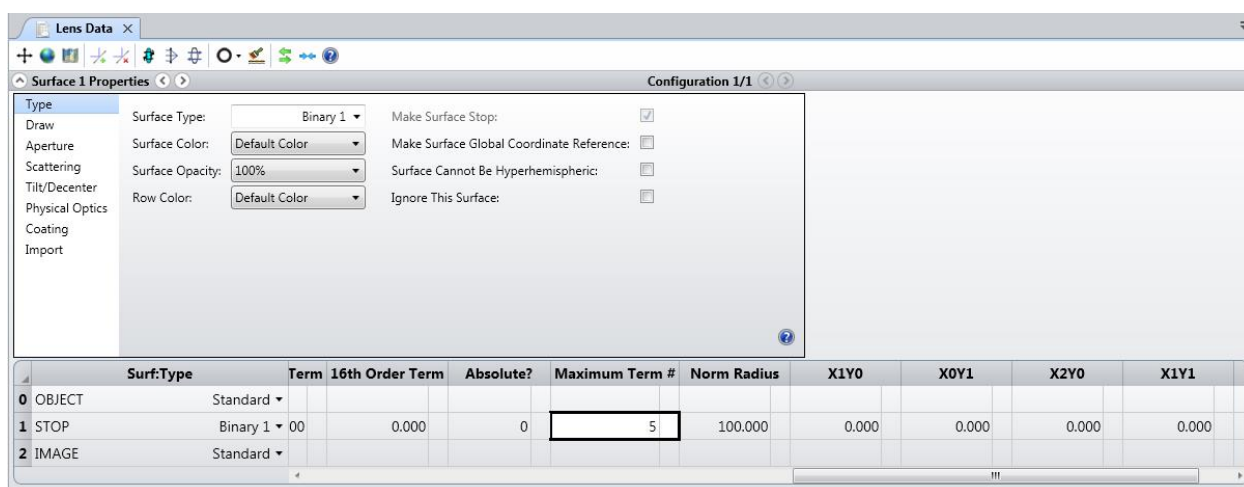 Lens Data
Surface 1 Properties
Configuration 1/1
Type
Draw
Aperture
Scattering
Tilt/Decenter
Physical Optics
Coating
Import
Surface Type: Binary 1
Surface Color: Default Color
Surface Opacity: 100%
Row Color: Default Color
Make Surface Stop:
Make Surface Global Coordinate Reference:
Surface Cannot Be Hyperhemispheric:
Ignore This Surface:
Surf:Type Term 16th Order Term Absolute? Maximum Term # Norm Radius X1Y0 X0Y1 X2Y0 X1Y1
0 OBJECT Standard
1 STOP Binary 1 00 0.000 0 5 100.000 0.000 0.000 0.000 0.000
2 IMAGE Standard